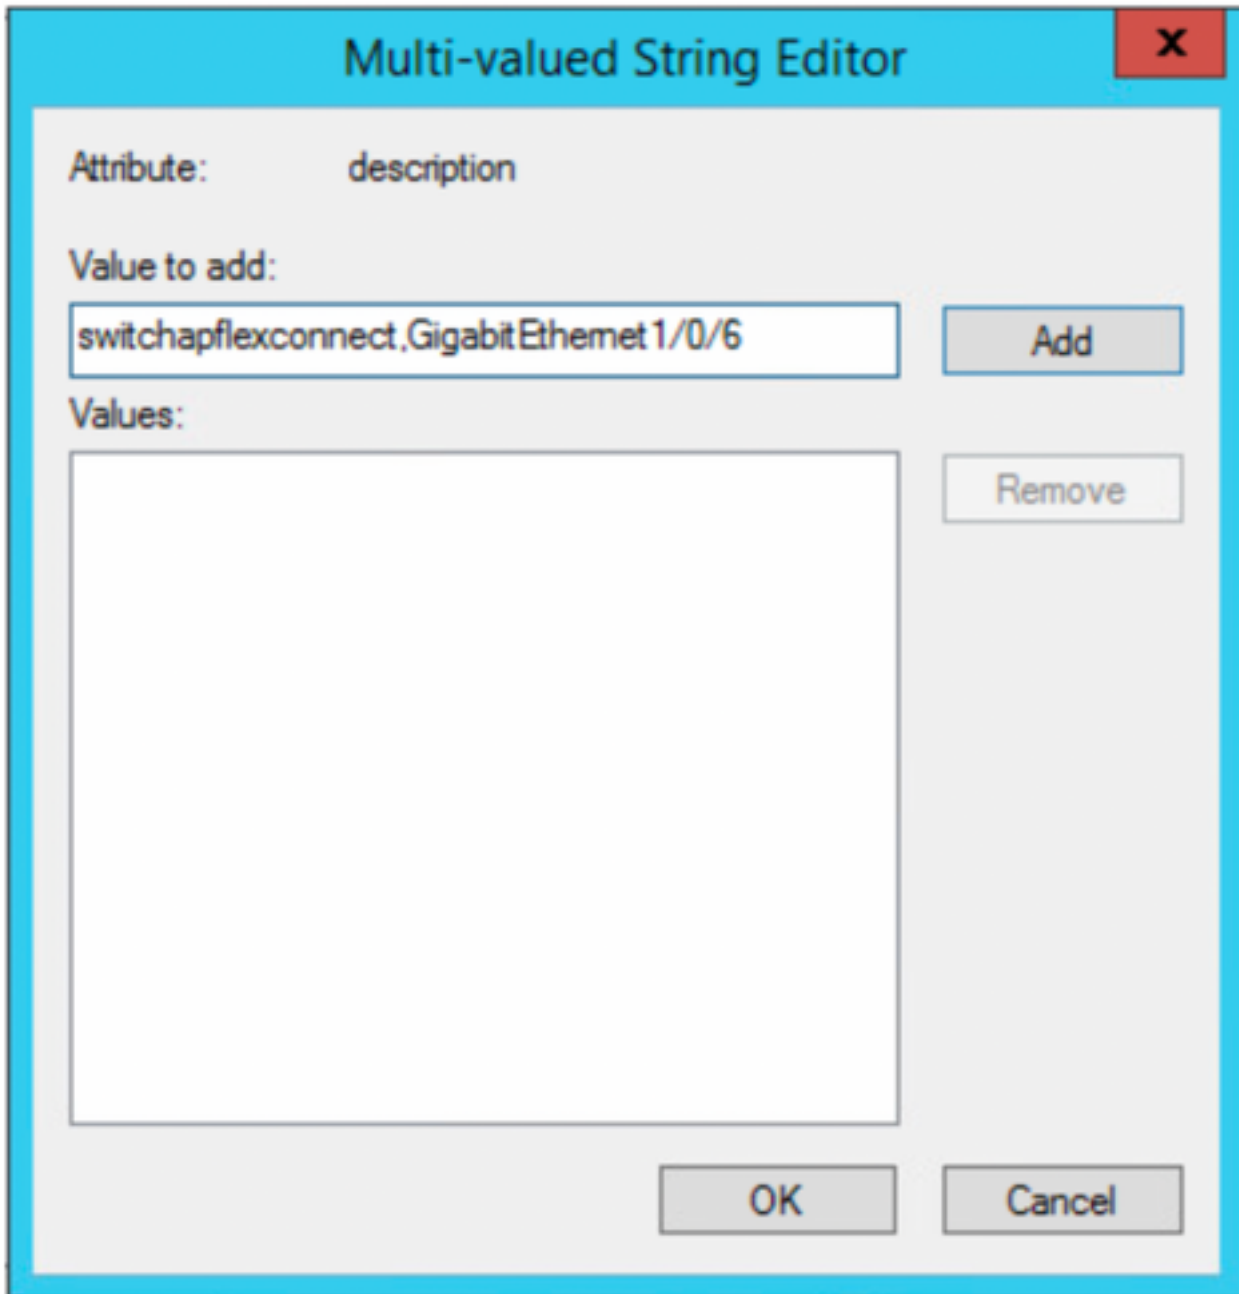 Multi-valued String Editor
x
Attribute: description
Value to add:
switchapflexconnect,GigabitEthernet1/0/6
Add
Values:
Remove
OK Cancel